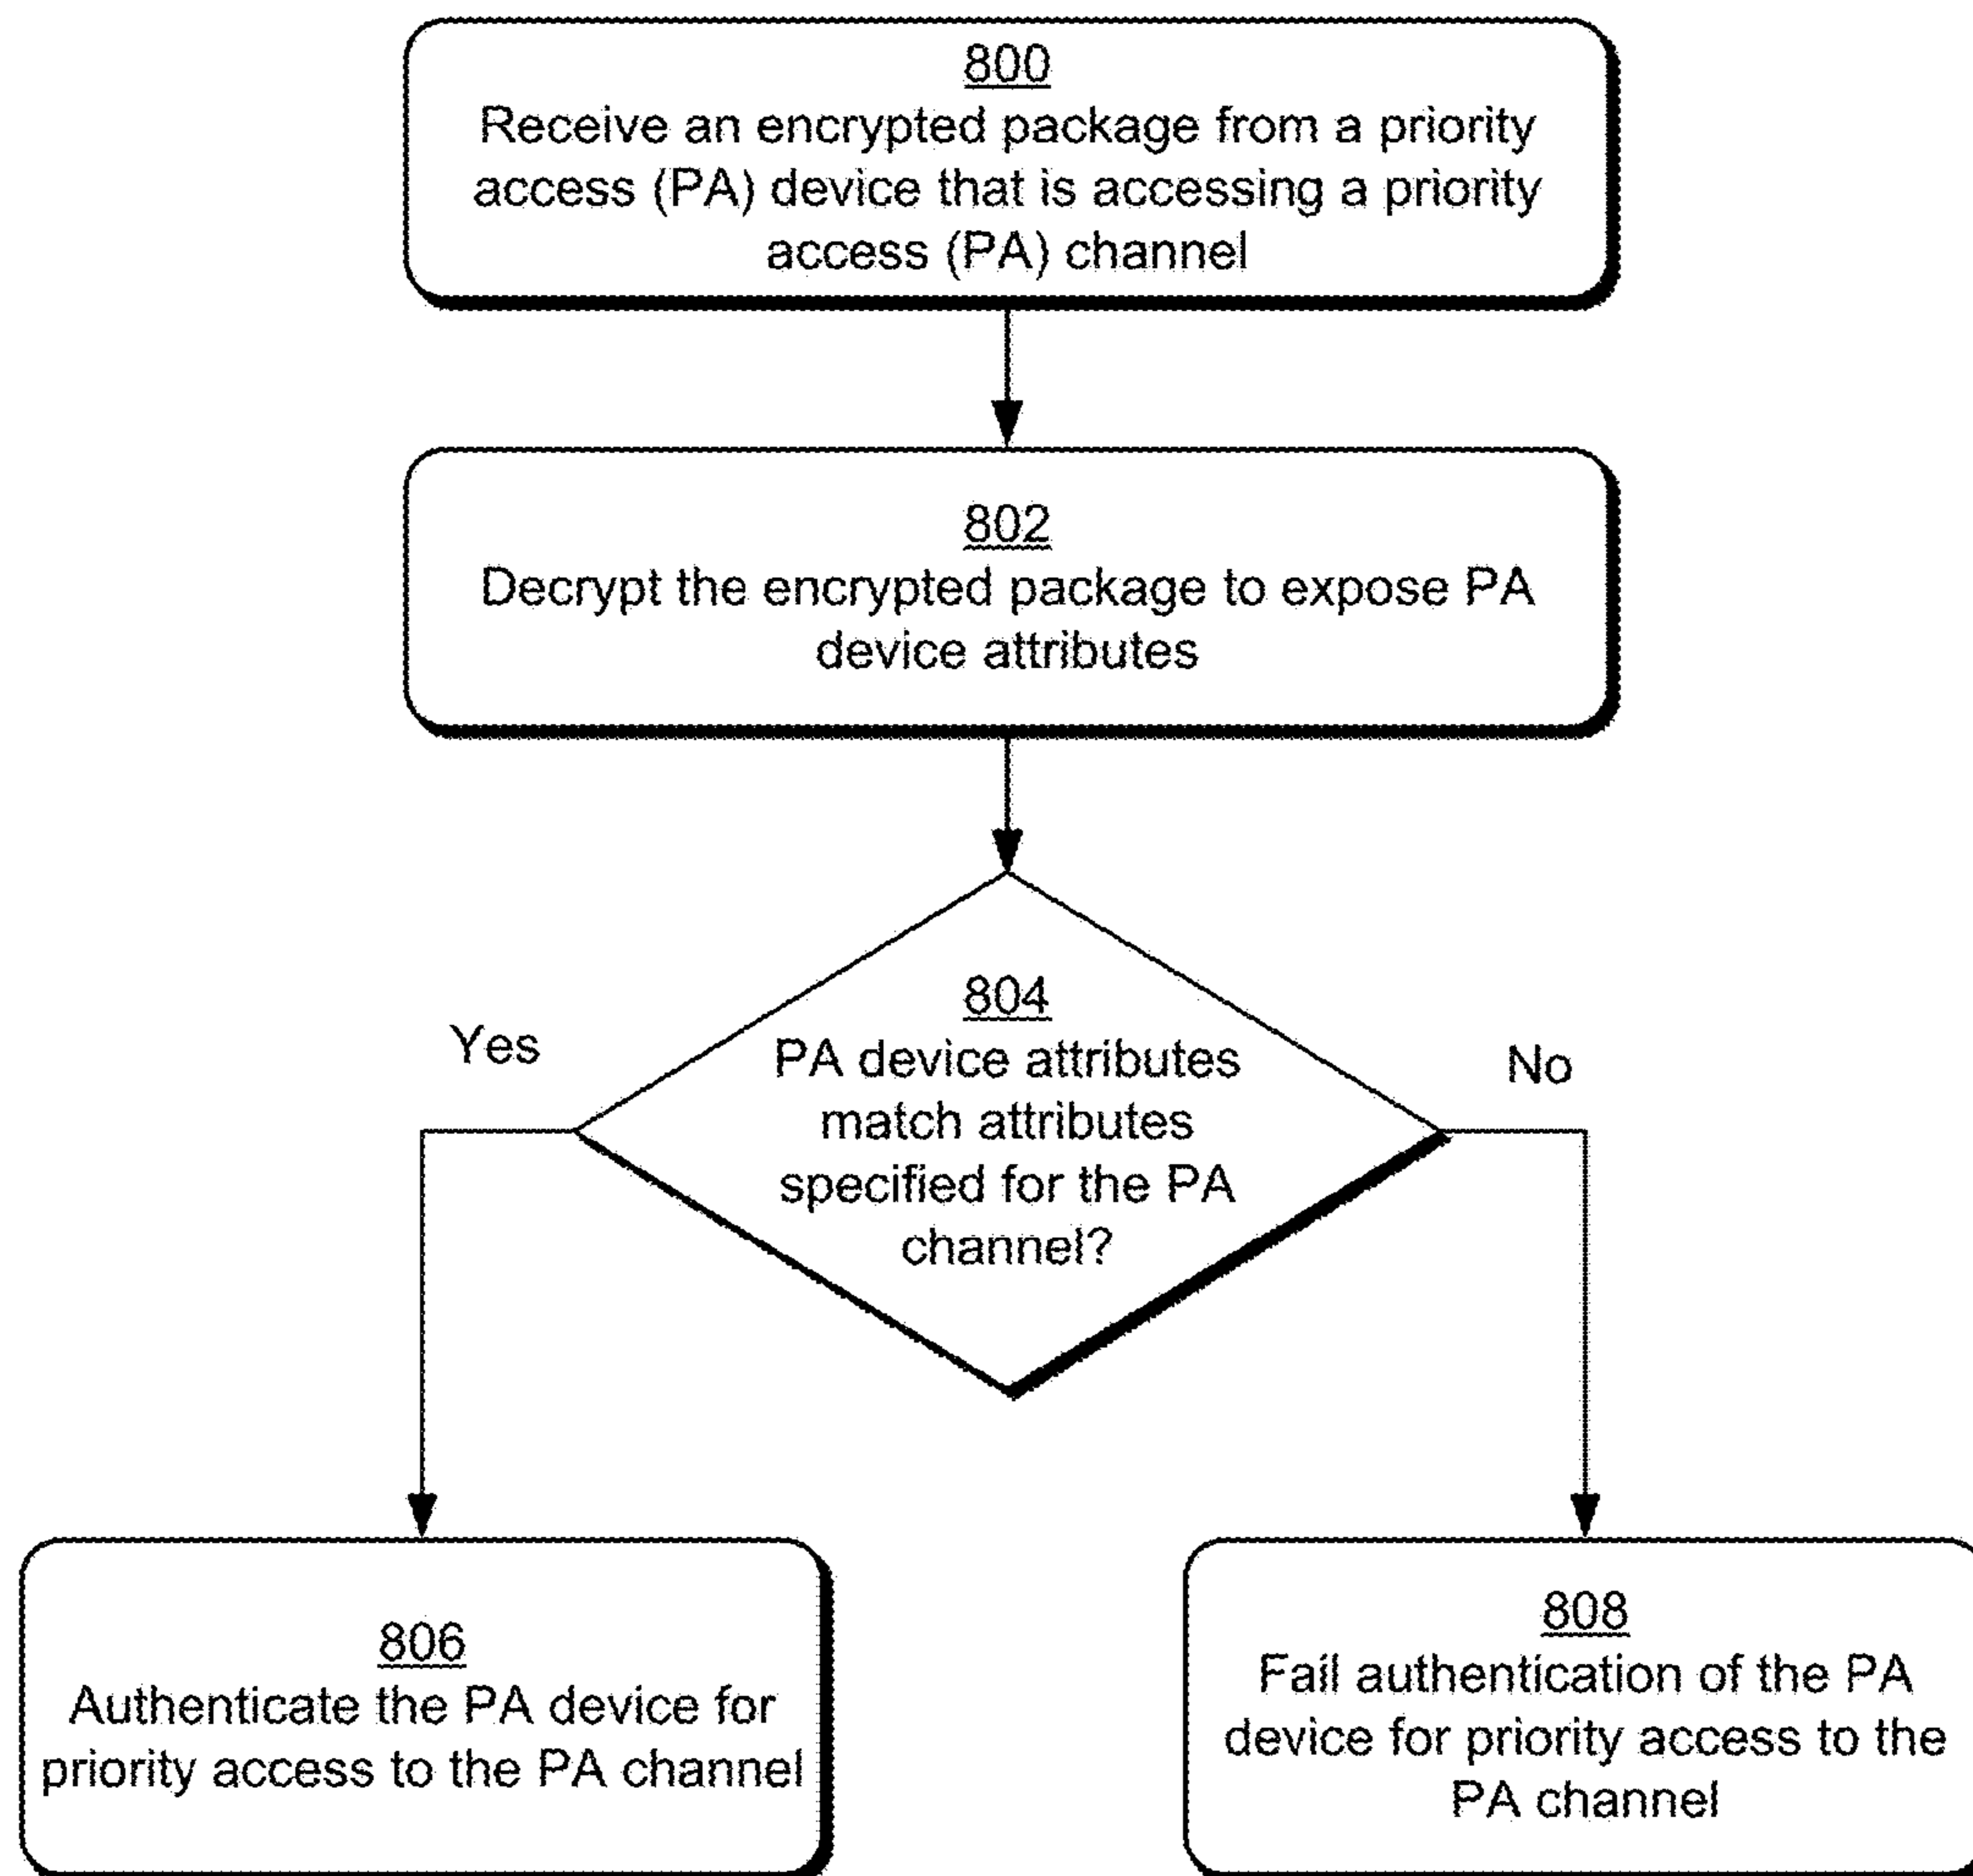 800
Receive an encrypted package from a priority
access (PA) device that is accessing a priority
access (PA) channel
802
Decrypt the encrypted package to expose PA
device attributes
804
PA device attributes
match attributes
specified for the PA
channel?
Yes
No
806
Authenticate the PA device for
priority access to the PA channel
808
Fail authentication of the PA
device for priority access to the
PA channel